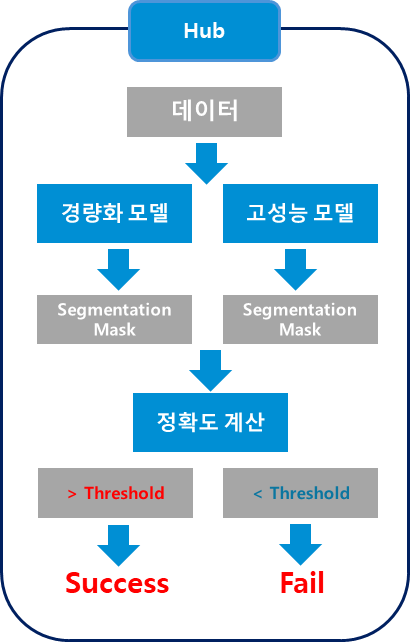 Hub
데이터
경량화 모델
고성능 모델
Segmentation
Mask
Segmentation
Mask
정확도 계산
> Threshold
< Threshold
Success
Fail